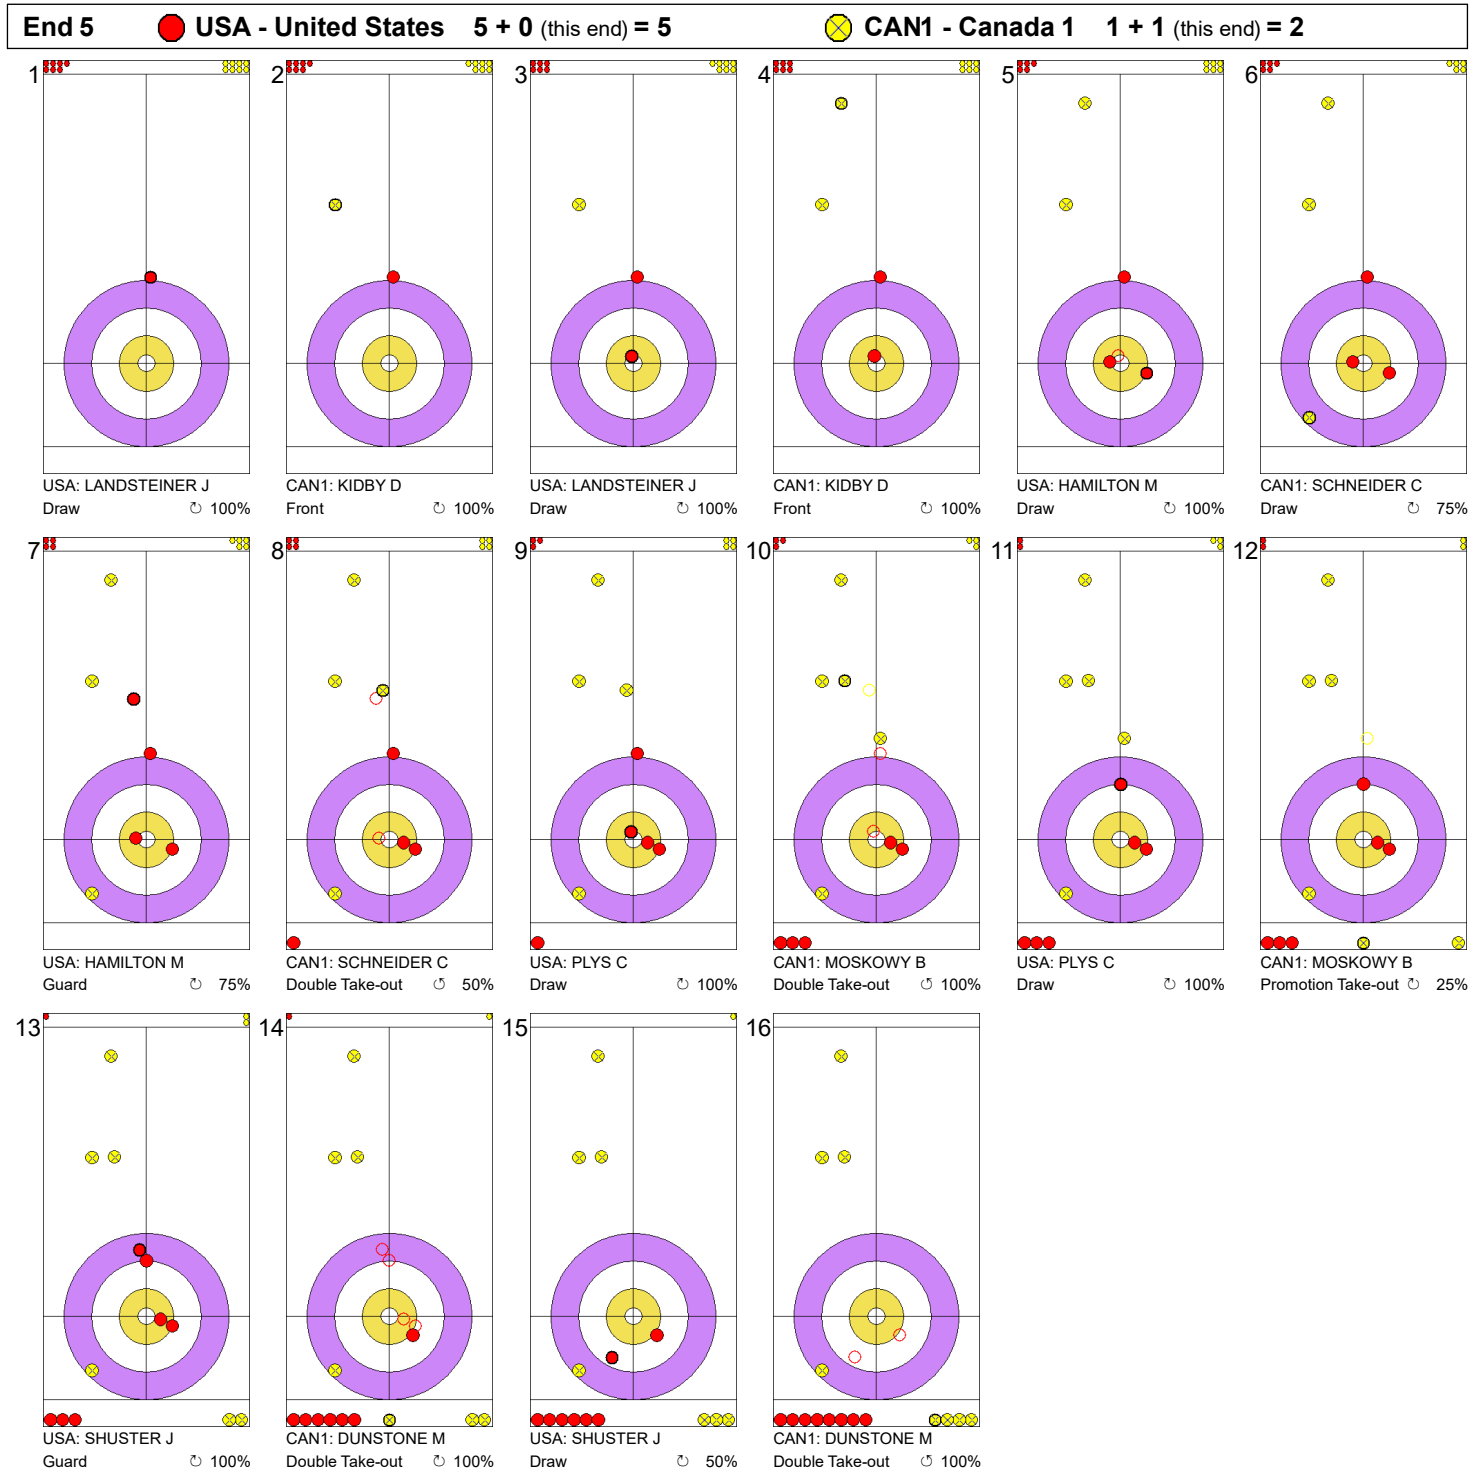 End 5 USA - United States 5 + 0 (this end) = 5 CAN1 - Canada 1 1 + 1 (this end) = 2
1 2 3 4 5 6
USA: LANDSTEINER J CAN1: KIDBY D USA: LANDSTEINER J CAN1: KIDBY D USA: HAMILTON M CAN1: SCHNEIDER C
Draw ↻ 100% Front ↻ 100% Draw ↻ 100% Front ↻ 100% Draw ↻ 100% Draw ↻ 75%
7 8 9 10 11 12
USA: HAMILTON M CAN1: SCHNEIDER C USA: PLYS C CAN1: MOSKOWY B USA: PLYS C CAN1: MOSKOWY B
Guard ↻ 75% Double Take-out ↺ 50% Draw ↻ 100% Double Take-out ↺ 100% Draw ↻ 100% Promotion Take-out ↻ 25%
13 14 15 16
USA: SHUSTER J CAN1: DUNSTONE M USA: SHUSTER J CAN1: DUNSTONE M
Guard ↻ 100% Double Take-out ↻ 100% Draw ↻ 50% Double Take-out ↻ 100%